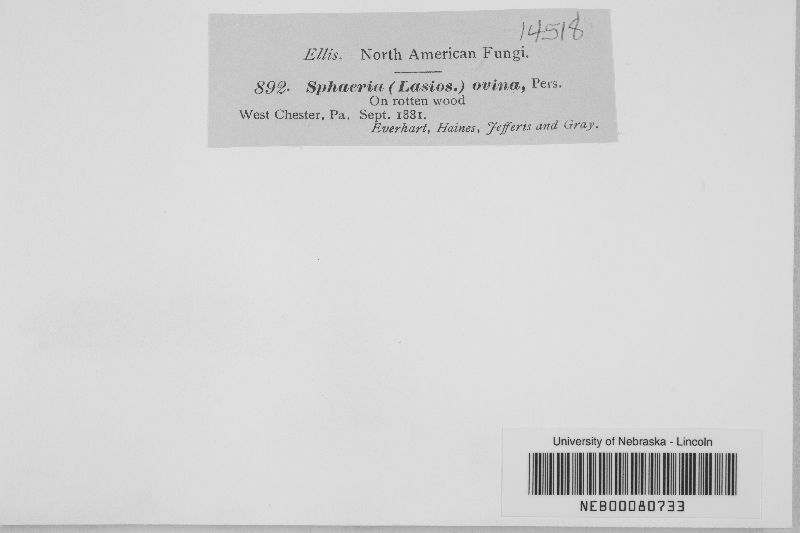 14518
Ellis. North American Fungi.
892. Sphaeria (Lasios.) ovina, Pers.
On rotten wood
West Chester, Pa. Sept. 1881.
Everhart, Haines, Jefferis and Gray.
University of Nebraska - Lincoln
NEB00080733